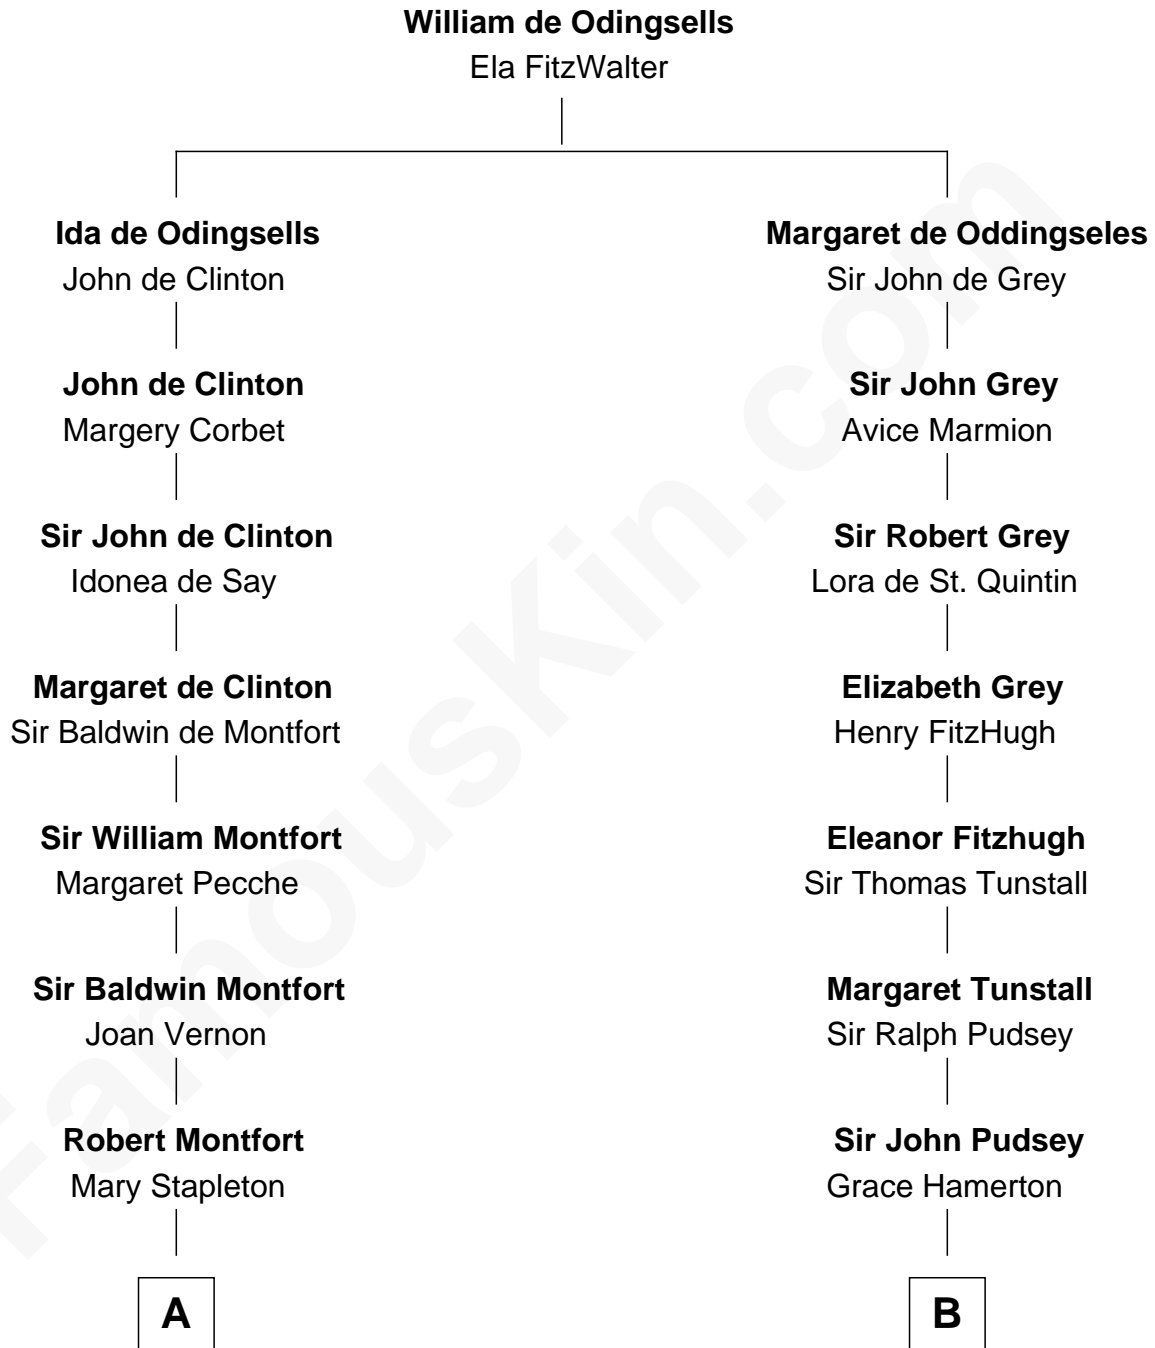 William de Odingsells
Ela FitzWalter
Ida de Odingsells
John de Clinton
Margaret de Oddingseles
Sir John de Grey
John de Clinton
Margery Corbet
Sir John Grey
Avice Marmion
Sir John de Clinton
Idonea de Say
Sir Robert Grey
Lora de St. Quintin
Margaret de Clinton
Sir Baldwin de Montfort
Elizabeth Grey
Henry FitzHugh
Sir William Montfort
Margaret Pecche
Eleanor Fitzhugh
Sir Thomas Tunstall
Sir Baldwin Montfort
Joan Vernon
Margaret Tunstall
Sir Ralph Pudsey
Robert Montfort
Mary Stapleton
Sir John Pudsey
Grace Hamerton
A
B
FamousKin.com